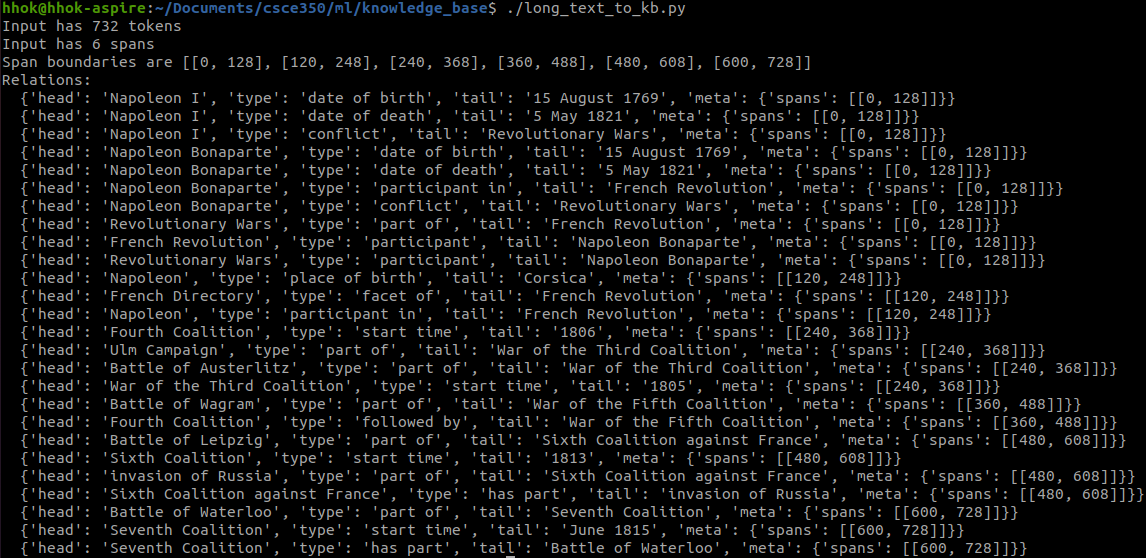 hhok@hhok-aspire:~/Documents/csce350/ml/knowledge_base$ ./long_text_to_kb.py
Input has 732 tokens
Input has 6 spans
Span boundaries are [[0, 128], [120, 248], [240, 368], [360, 488], [480, 608], [600, 728]]
Relations:
  {'head': 'Napoleon I', 'type': 'date of birth', 'tail': '15 August 1769', 'meta': {'spans': [[0, 128]]}}
  {'head': 'Napoleon I', 'type': 'date of death', 'tail': '5 May 1821', 'meta': {'spans': [[0, 128]]}}
  {'head': 'Napoleon I', 'type': 'conflict', 'tail': 'Revolutionary Wars', 'meta': {'spans': [[0, 128]]}}
  {'head': 'Napoleon Bonaparte', 'type': 'date of birth', 'tail': '15 August 1769', 'meta': {'spans': [[0, 128]]}}
  {'head': 'Napoleon Bonaparte', 'type': 'date of death', 'tail': '5 May 1821', 'meta': {'spans': [[0, 128]]}}
  {'head': 'Napoleon Bonaparte', 'type': 'participant in', 'tail': 'French Revolution', 'meta': {'spans': [[0, 128]]}}
  {'head': 'Napoleon Bonaparte', 'type': 'conflict', 'tail': 'Revolutionary Wars', 'meta': {'spans': [[0, 128]]}}
  {'head': 'Revolutionary Wars', 'type': 'part of', 'tail': 'French Revolution', 'meta': {'spans': [[0, 128]]}}
  {'head': 'French Revolution', 'type': 'participant', 'tail': 'Napoleon Bonaparte', 'meta': {'spans': [[0, 128]]}}
  {'head': 'Revolutionary Wars', 'type': 'participant', 'tail': 'Napoleon Bonaparte', 'meta': {'spans': [[0, 128]]}}
  {'head': 'Napoleon', 'type': 'place of birth', 'tail': 'Corsica', 'meta': {'spans': [[120, 248]]}}
  {'head': 'French Directory', 'type': 'facet of', 'tail': 'French Revolution', 'meta': {'spans': [[120, 248]]}}
  {'head': 'Napoleon', 'type': 'participant in', 'tail': 'French Revolution', 'meta': {'spans': [[120, 248]]}}
  {'head': 'Fourth Coalition', 'type': 'start time', 'tail': '1806', 'meta': {'spans': [[240, 368]]}}
  {'head': 'Ulm Campaign', 'type': 'part of', 'tail': 'War of the Third Coalition', 'meta': {'spans': [[240, 368]]}}
  {'head': 'Battle of Austerlitz', 'type': 'part of', 'tail': 'War of the Third Coalition', 'meta': {'spans': [[240, 368]]}}
  {'head': 'War of the Third Coalition', 'type': 'start time', 'tail': '1805', 'meta': {'spans': [[240, 368]]}}
  {'head': 'Battle of Wagram', 'type': 'part of', 'tail': 'War of the Fifth Coalition', 'meta': {'spans': [[360, 488]]}}
  {'head': 'Fourth Coalition', 'type': 'followed by', 'tail': 'War of the Fifth Coalition', 'meta': {'spans': [[360, 488]]}}
  {'head': 'Battle of Leipzig', 'type': 'part of', 'tail': 'Sixth Coalition against France', 'meta': {'spans': [[480, 608]]}}
  {'head': 'Sixth Coalition', 'type': 'start time', 'tail': '1813', 'meta': {'spans': [[480, 608]]}}
  {'head': 'invasion of Russia', 'type': 'part of', 'tail': 'Sixth Coalition against France', 'meta': {'spans': [[480, 608]]}}
  {'head': 'Sixth Coalition against France', 'type': 'has part', 'tail': 'invasion of Russia', 'meta': {'spans': [[480, 608]]}}
  {'head': 'Battle of Waterloo', 'type': 'part of', 'tail': 'Seventh Coalition', 'meta': {'spans': [[600, 728]]}}
  {'head': 'Seventh Coalition', 'type': 'start time', 'tail': 'June 1815', 'meta': {'spans': [[600, 728]]}}
  {'head': 'Seventh Coalition', 'type': 'has part', 'tail': 'Battle of Waterloo', 'meta': {'spans': [[600, 728]]}}